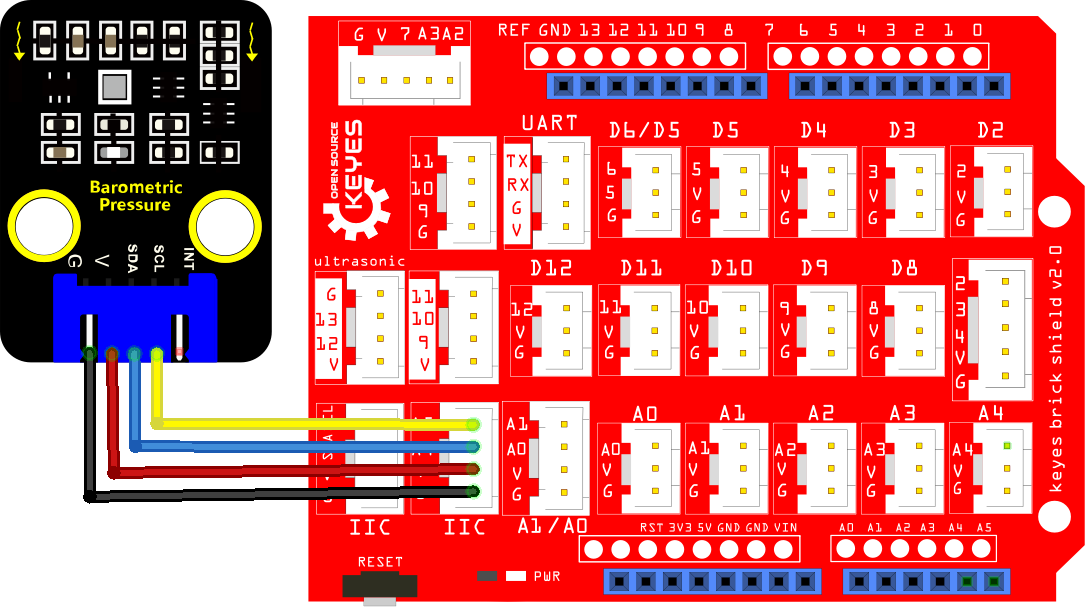 G V 7 A3 A2
REF GND 13 12 11 10 9 8
7 6 5 4 3 2 1 0
Barometric
Pressure
G V SDA SCL INT
OPEN SOURCE
KEYES
11
10
9
G
UART
TX
RX
G
V
D6/D5
6
5
G
D5
5
V
G
D4
4
V
G
D3
3
V
G
D2
2
V
G
ultrasonic
G
13
12
V
11
10
9
V
D12
12
V
G
D11
11
V
G
D10
10
V
G
D9
9
V
G
D8
8
V
G
2
3
4
V
G
keyes brick shield v2.0
IIC
IIC
A1
A0
V
G
A1/A0
A0
A0
V
G
A1
A1
V
G
A2
A2
V
G
A3
A3
V
G
A4
A4
V
G
RST 3V3 5V GND GND VIN
A0 A1 A2 A3 A4 A5
RESET
PWR